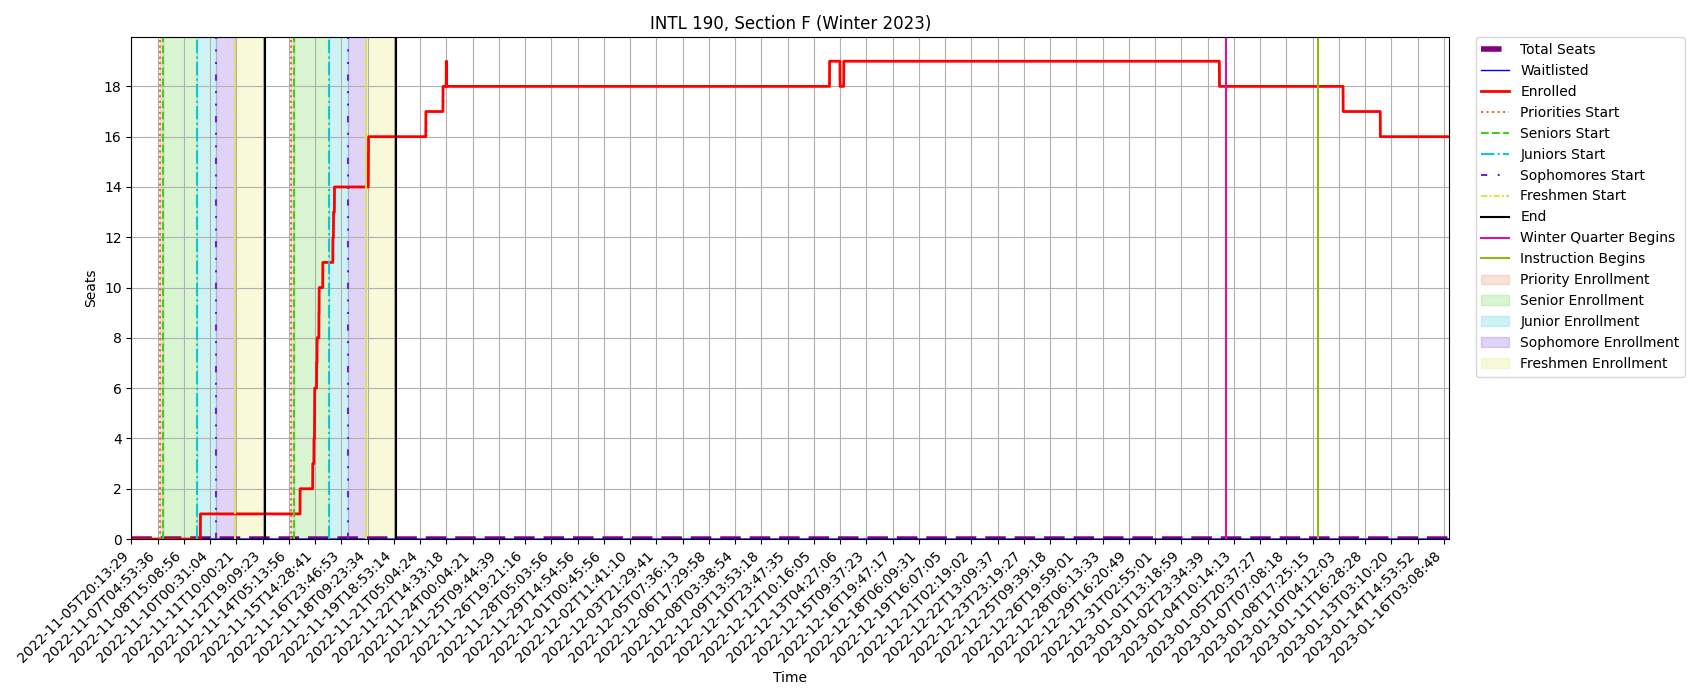 INTL 190, Section F (Winter 2023)
Seats
18
16
14
12
10
8
6
4
2
0
2022-11-05T20:13:29
2022-11-07T04:53:36
2022-11-08T15:08:56
2022-11-10T00:31:04
2022-11-11T10:00:21
2022-11-12T19:09:23
2022-11-14T05:13:56
2022-11-15T14:28:41
2022-11-16T23:46:53
2022-11-18T09:23:34
2022-11-19T18:53:14
2022-11-21T05:04:24
2022-11-22T14:33:18
2022-11-24T00:04:21
2022-11-25T09:44:39
2022-11-26T19:21:16
2022-11-28T05:03:56
2022-11-29T14:54:56
2022-12-01T00:45:56
2022-12-02T11:41:10
2022-12-03T21:29:41
2022-12-05T07:36:13
2022-12-06T17:29:58
2022-12-08T03:38:54
2022-12-09T13:53:18
2022-12-10T23:47:35
2022-12-12T10:16:05
2022-12-13T04:27:06
2022-12-15T09:37:23
2022-12-16T19:47:17
2022-12-18T06:09:31
2022-12-19T16:07:05
2022-12-21T02:19:02
2022-12-22T13:09:37
2022-12-23T23:19:27
2022-12-25T09:39:18
2022-12-26T19:59:01
2022-12-28T06:13:33
2022-12-29T16:20:49
2022-12-31T02:55:01
2023-01-01T13:18:59
2023-01-02T23:34:39
2023-01-04T10:14:13
2023-01-05T20:37:27
2023-01-07T07:08:18
2023-01-08T17:25:15
2023-01-10T04:12:03
2023-01-11T16:28:28
2023-01-13T03:10:20
2023-01-14T14:53:52
2023-01-16T03:08:48
Time
Total Seats
Waitlisted
Enrolled
Priorities Start
Seniors Start
Juniors Start
Sophomores Start
Freshmen Start
End
Winter Quarter Begins
Instruction Begins
Priority Enrollment
Senior Enrollment
Junior Enrollment
Sophomore Enrollment
Freshmen Enrollment